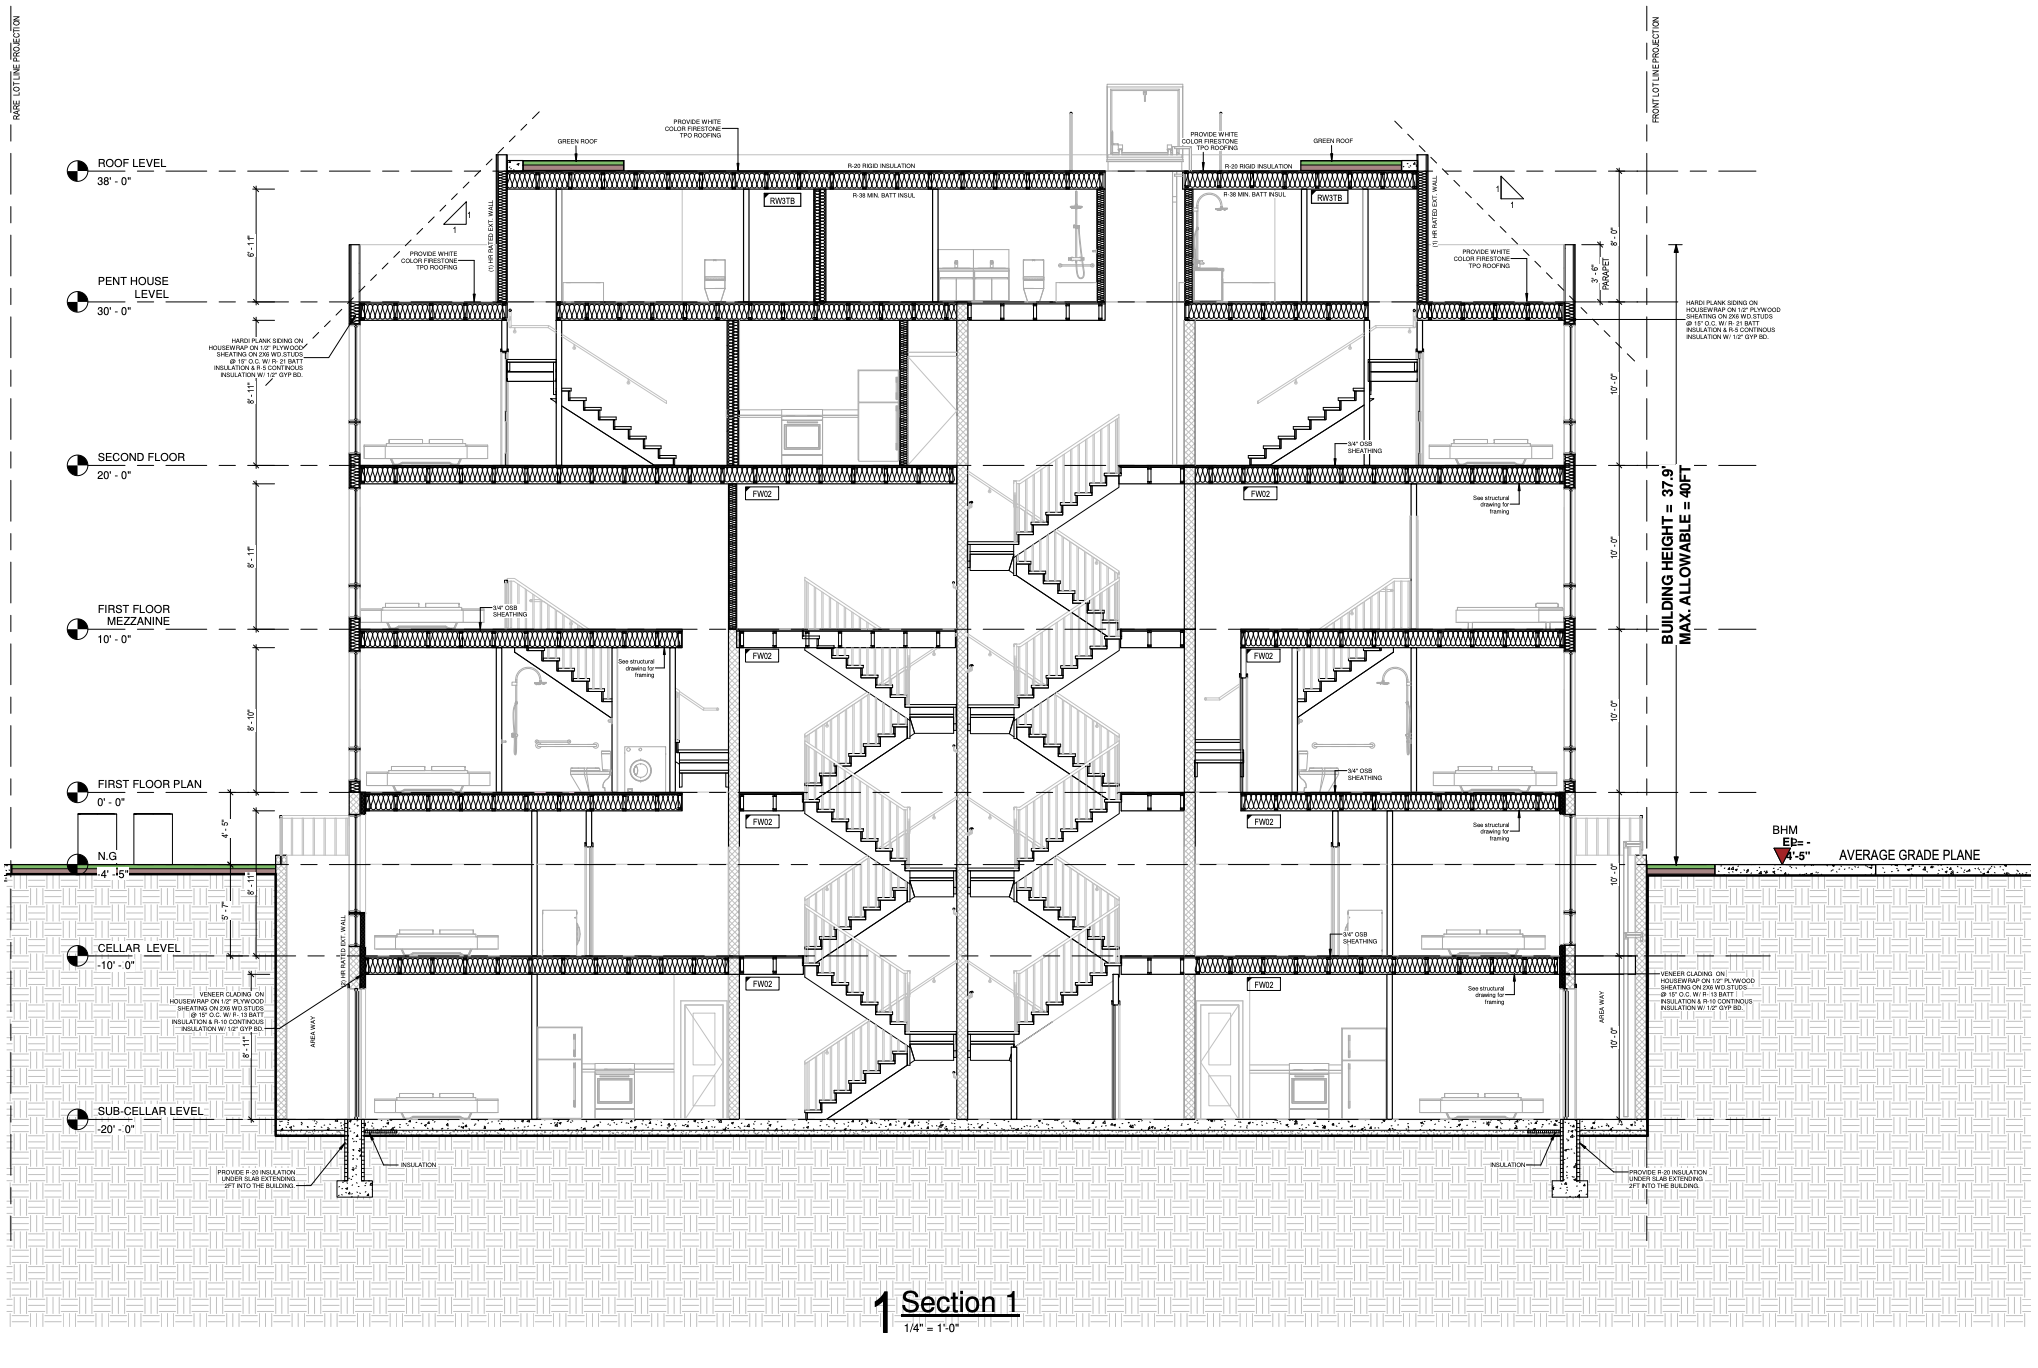 RARE LOT LINE PROJECTION
FRONT LOT LINE PROJECTION
PROVIDE WHITE
COLOR FIRESTONE
TPO ROOFING
GREEN ROOF
PROVIDE WHITE
COLOR FIRESTONE
TPO ROOFING
GREEN ROOF
ROOF LEVEL
38' - 0"
R-20 RIGID INSULATION
R-20 RIGID INSULATION
R-38 MIN. BATT INSUL
R-38 MIN. BATT INSUL
RW3TB
RW3TB
1
1
1
1
(1) HR RATED EXT. WALL
(1) HR RATED EXT. WALL
6' - 11"
8' - 0"
PROVIDE WHITE
COLOR FIRESTONE
TPO ROOFING
PROVIDE WHITE
COLOR FIRESTONE
TPO ROOFING
3' - 6"
PARAPET
PENT HOUSE
LEVEL
30' - 0"
HARDI PLANK SIDING ON
HOUSEWRAP ON 1/2" PLYWOOD
SHEATING ON 2X6 WD.STUDS
@ 15" O.C. W/ R- 21 BATT
INSULATION & R-5 CONTINOUS
INSULATION W/ 1/2" GYP BD.
HARDI PLANK SIDING ON
HOUSEWRAP ON 1/2" PLYWOOD
SHEATING ON 2X6 WD.STUDS
@ 15" O.C. W/ R- 21 BATT
INSULATION & R-5 CONTINOUS
INSULATION W/ 1/2" GYP BD.
8' - 11"
10' - 0"
3/4" OSB
SHEATHING
SECOND FLOOR
20' - 0"
FW02
FW02
See structural
drawing for
framing
BUILDING HEIGHT = 37.9'
MAX. ALLOWABLE = 40FT
8' - 11"
10' - 0"
FIRST FLOOR
MEZZANINE
10' - 0"
3/4" OSB
SHEATHING
See structural
drawing for
framing
FW02
FW02
8' - 10"
10' - 0"
3/4" OSB
SHEATHING
FIRST FLOOR PLAN
0' - 0"
FW02
FW02
See structural
drawing for
framing
4' - 5"
N.G
-4' - 5"
BHM
4'-5"
AVERAGE GRADE PLANE
8' - 11"
5' - 7"
10' - 0"
(2) HR RATED EXT. WALL
3/4" OSB
SHEATHING
CELLAR LEVEL
-10' - 0"
FW02
FW02
See structural
drawing for
framing
VENEER CLADING ON
HOUSEWRAP ON 1/2" PLYWOOD
SHEATING ON 2X6 WD.STUDS
@ 15" O.C. W/ R- 13 BATT
INSULATION & R-10 CONTINOUS
INSULATION W/ 1/2" GYP BD.
VENEER CLADING ON
HOUSEWRAP ON 1/2" PLYWOOD
SHEATING ON 2X6 WD.STUDS
@ 15" O.C. W/ R- 13 BATT
INSULATION & R-10 CONTINOUS
INSULATION W/ 1/2" GYP BD.
AREA WAY
AREA WAY
8' - 11"
10' - 0"
SUB-CELLAR LEVEL
-20' - 0"
INSULATION
INSULATION
PROVIDE R-20 INSULATION
UNDER SLAB EXTENDING
2FT INTO THE BUILDING.
PROVIDE R-20 INSULATION
UNDER SLAB EXTENDING
2FT INTO THE BUILDING.
1 Section 1
1/4" = 1'-0"